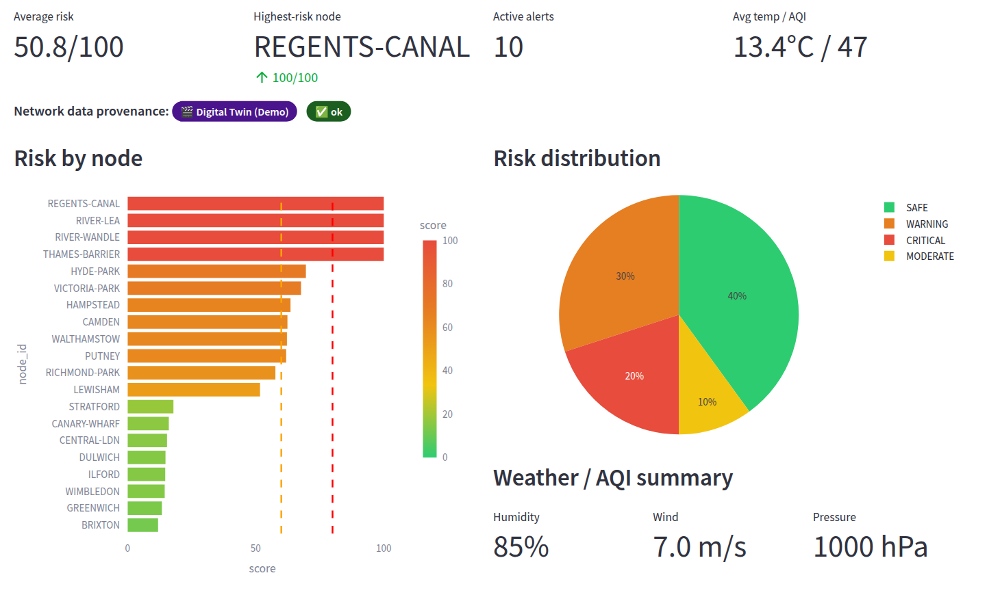 Average risk
50.8/100
Highest-risk node
REGENTS-CANAL
↑ 100/100
Active alerts
10
Avg temp / AQI
13.4°C / 47
Network data provenance: 🎬 Digital Twin (Demo) ✅ ok
Risk by node
REGENTS-CANAL
RIVER-LEA
RIVER-WANDLE
THAMES-BARRIER
HYDE-PARK
VICTORIA-PARK
HAMPSTEAD
CAMDEN
WALTHAMSTOW
PUTNEY
RICHMOND-PARK
LEWISHAM
STRATFORD
CANARY-WHARF
CENTRAL-LDN
DULWICH
ILFORD
WIMBLEDON
GREENWICH
BRIXTON
node_id
0 50 100
score
score
100
80
60
40
20
0
Risk distribution
30%
40%
20%
10%
SAFE
WARNING
CRITICAL
MODERATE
Weather / AQI summary
Humidity
85%
Wind
7.0 m/s
Pressure
1000 hPa